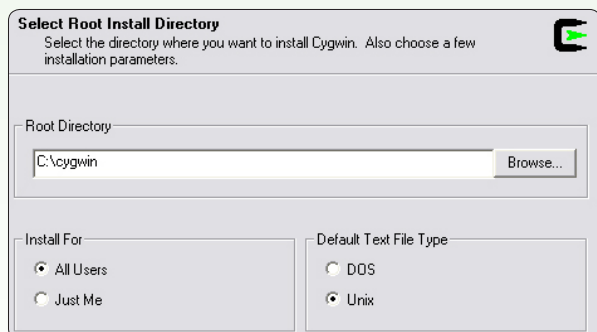 Select Root Install Directory
Select the directory where you want to install Cygwin. Also choose a few
installation parameters.
Root Directory
C:\cygwin
Browse...
Install For
All Users
Just Me
Default Text File Type
DOS
Unix